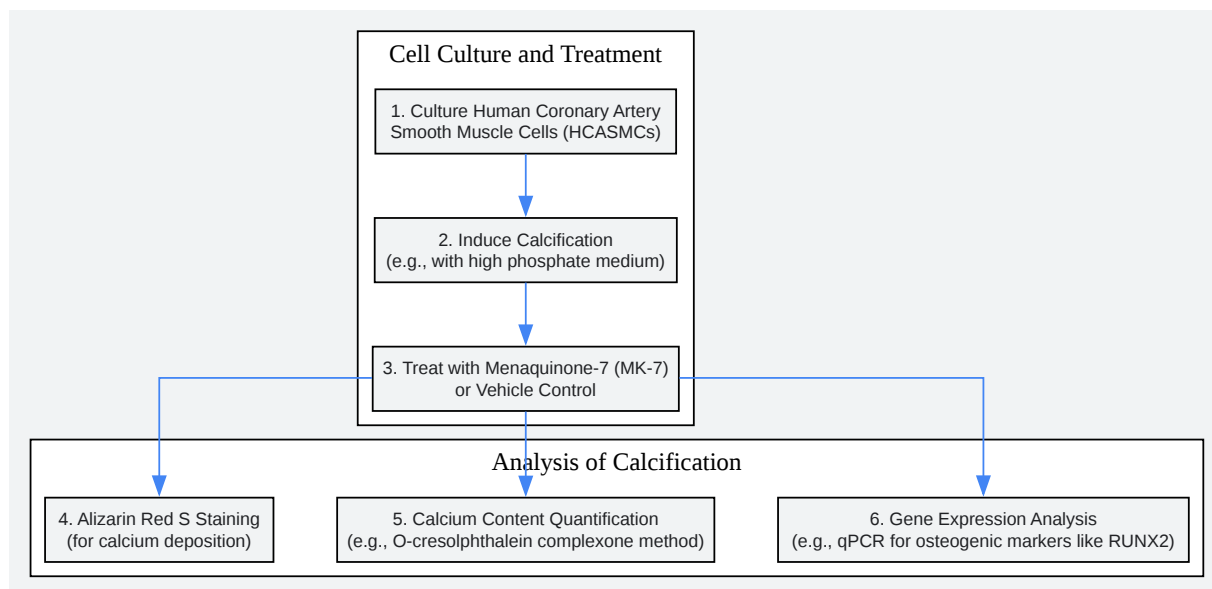 Cell Culture and Treatment
1. Culture Human Coronary Artery
Smooth Muscle Cells (HCASMCs)
2. Induce Calcification
(e.g., with high phosphate medium)
3. Treat with Menaquinone-7 (MK-7)
or Vehicle Control
Analysis of Calcification
4. Alizarin Red S Staining
(for calcium deposition)
5. Calcium Content Quantification
(e.g., O-cresolphthalein complexone method)
6. Gene Expression Analysis
(e.g., qPCR for osteogenic markers like RUNX2)